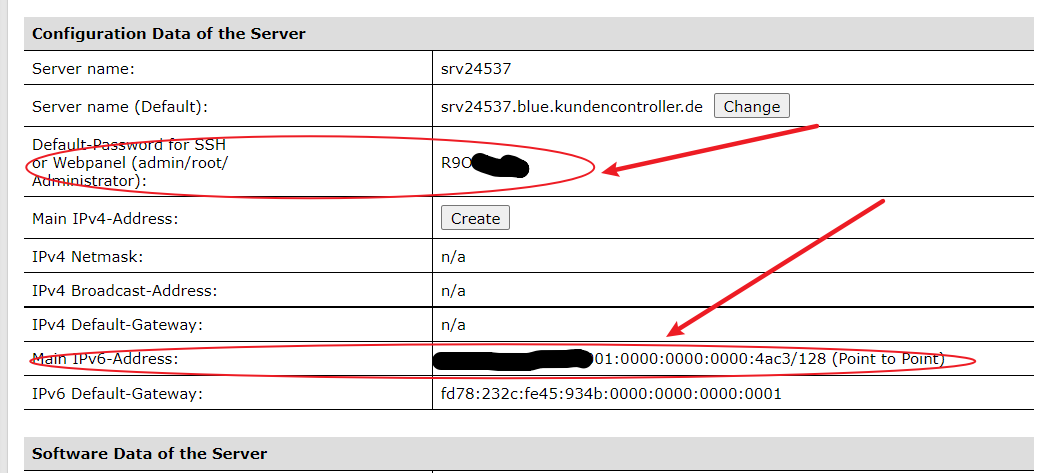 Configuration Data of the Server
Server name: srv24537
Server name (Default): srv24537.blue.kundencontroller.de Change
Default-Password for SSH
or Webpanel (admin/root/ R9O
Administrator):
Main IPv4-Address: Create
IPv4 Netmask: n/a
IPv4 Broadcast-Address: n/a
IPv4 Default-Gateway: n/a
Main IPv6-Address: 01:0000:0000:0000:4ac3/128 (Point to Point)
IPv6 Default-Gateway: fd78:232c:fe45:934b:0000:0000:0000:0001
Software Data of the Server